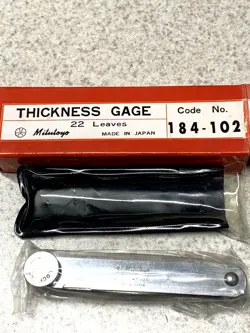 THICKNESS GAGE
22 Leaves
Mitutoyo MADE IN JAPAN
Code No.
184-102